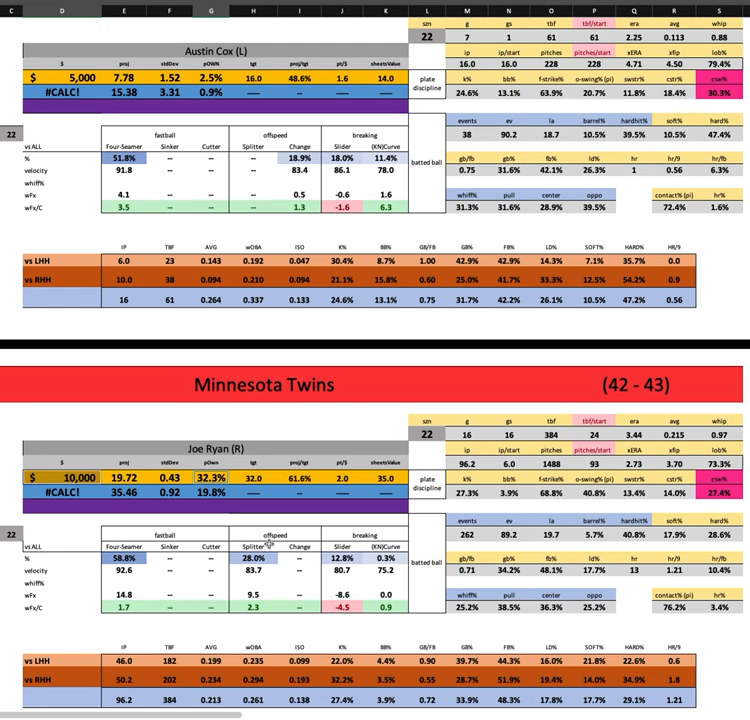 C D E F G H I J K L M N O P Q R S
szn g gs tbf tbf/start era avg whip
22 7 1 61 61 2.25 0.113 0.88
Austin Cox (L)
ip ip/start pitches pitches/start xERA xfip lob%
16.0 16.0 228 228 4.71 4.50 79.4%
$ proj stdDev pOWN tgt proj/tgt pt/$ sheetsValue
$ 5,000 7.78 1.52 2.5% 16.0 48.6% 1.6 14.0
#CALC! 15.38 3.31 0.9% ---- -- --- ----
plate discipline
k% bb% f-strike% o-swing% (pi) swstr% cstr% csw%
24.6% 13.1% 63.9% 20.7% 11.8% 18.4% 30.3%
22 fastball offspeed breaking
vs ALL Four-Seamer Sinker Cutter Splitter Change Slider (KN)Curve
% 51.8% -- -- -- 18.9% 18.0% 11.4%
velocity 91.8 -- -- -- 83.4 86.1 78.0
whiff%
wFx 4.1 -- -- -- 0.5 -0.6 1.6
wFx/C 3.5 -- -- -- 1.3 -1.6 6.3
batted ball
events ev la barrel% hardhit% soft% hard%
38 90.2 18.7 10.5% 39.5% 10.5% 47.4%
gb/fb gb% fb% ld% hr hr/9 hr/fb
0.75 31.6% 42.1% 26.3% 1 0.56 6.3%
whiff% pull center oppo contact% (pi) hr%
31.3% 31.6% 28.9% 39.5% 72.4% 1.6%
IP TBF AVG wOBA ISO K% BB% GB/FB GB% FB% LD% SOFT% HARD% HR/9
vs LHH 6.0 23 0.143 0.192 0.047 30.4% 8.7% 1.00 42.9% 42.9% 14.3% 7.1% 35.7% 0.0
vs RHH 10.0 38 0.094 0.210 0.094 21.1% 15.8% 0.60 25.0% 41.7% 33.3% 12.5% 54.2% 0.9
16 61 0.264 0.337 0.133 24.6% 13.1% 0.75 31.7% 42.2% 26.1% 10.5% 47.2% 0.56
Minnesota Twins (42 - 43)
szn g gs tbf tbf/start era avg whip
22 16 16 384 24 3.44 0.215 0.97
Joe Ryan (R)
ip ip/start pitches pitches/start xERA xfip lob%
96.2 6.0 1488 93 2.73 3.70 73.3%
$ proj stdDev pOwn tgt proj/tgt pt/$ sheetsValue
$ 10,000 19.72 0.43 32.3% 32.0 61.6% 2.0 35.0
#CALC! 35.46 0.92 19.8% ---- -- --- ----
plate discipline
k% bb% f-strike% o-swing% (pi) swstr% cstr% csw%
27.3% 3.9% 68.8% 40.8% 13.4% 14.0% 27.4%
22 fastball offspeed breaking
vs ALL Four-Seamer Sinker Cutter Splitter Change Slider (KN)Curve
% 58.8% -- -- 28.0% -- 12.8% 0.3%
velocity 92.6 -- -- 83.7 -- 80.7 75.2
whiff%
wFx 14.8 -- -- 9.5 -- -8.6 0.0
wFx/C 1.7 -- -- 2.3 -- -4.5 0.9
batted ball
events ev la barrel% hardhit% soft% hard%
262 89.2 19.7 5.7% 40.8% 17.9% 28.6%
gb/fb gb% fb% ld% hr hr/9 hr/fb
0.71 34.2% 48.1% 17.7% 13 1.21 10.4%
whiff% pull center oppo contact% (pi) hr%
25.2% 38.5% 36.3% 25.2% 76.2% 3.4%
IP TBF AVG wOBA ISO K% BB% GB/FB GB% FB% LD% SOFT% HARD% HR/9
vs LHH 46.0 182 0.199 0.235 0.099 22.0% 4.4% 0.90 39.7% 44.3% 16.0% 21.8% 22.6% 0.6
vs RHH 50.2 202 0.234 0.294 0.193 32.2% 3.5% 0.55 28.7% 51.9% 19.4% 14.0% 34.9% 1.8
96.2 384 0.213 0.261 0.138 27.4% 3.9% 0.72 33.9% 48.3% 17.8% 17.7% 29.1% 1.21